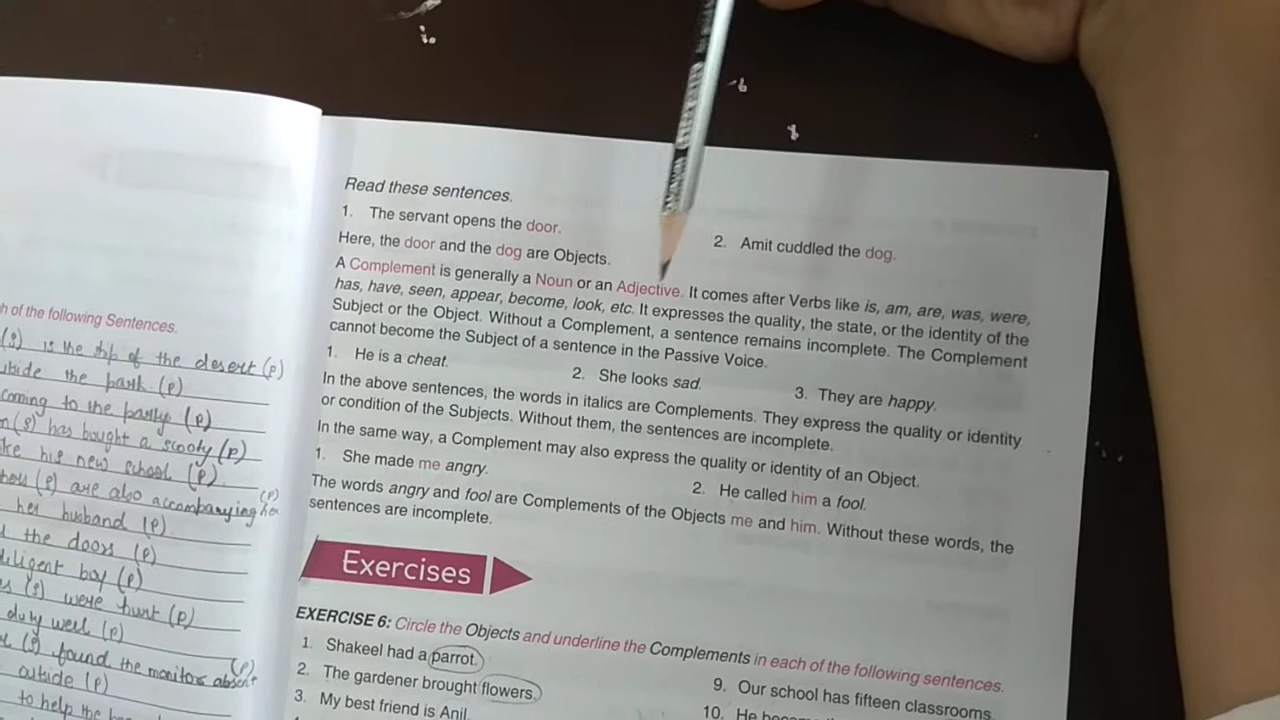 h of the following Sentences.
(s) is the ship of the desert (p)
the park (p)
coming to the party (p)
(s) has bought a scooty (p)
his new school (p)
(s) are also accompanying her (p)
her husband (p).
the doors (p)
diligent boy (p)
(s) were hurt (p)
duty well (p)
(s) found the monitor absent (p)
outside (p)
to help the
Read these sentences.
1. The servant opens the door.
2. Amit cuddled the dog.
Here, the door and the dog are Objects.
A Complement is generally a Noun or an Adjective. It comes after Verbs like is, am, are, was, were,
has, have, seen, appear, become, look, etc. It expresses the quality, the state, or the identity of the
Subject or the Object. Without a Complement, a sentence remains incomplete. The Complement
cannot become the Subject of a sentence in the Passive Voice.
1. He is a cheat.
2. She looks sad.
3. They are happy.
In the above sentences, the words in italics are Complements. They express the quality or identity
or condition of the Subjects. Without them, the sentences are incomplete.
In the same way, a Complement may also express the quality or identity of an Object.
1. She made me angry.
2. He called him a fool.
The words angry and fool are Complements of the Objects me and him. Without these words, the
sentences are incomplete.
Exercises
EXERCISE 6: Circle the Objects and underline the Complements in each of the following sentences.
1. Shakeel had a parrot.
2. The gardener brought flowers.
3. My best friend is Anil.
9. Our school has fifteen classrooms.
10. He